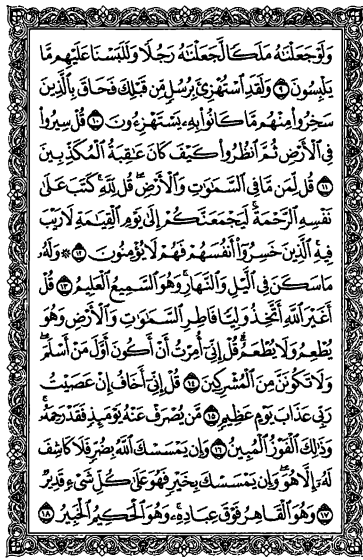 وَلَوْ جَعَلْنَٰهُ مَلَكًا لَّجَعَلْنَٰهُ رَجُلًا وَلَلَبَسْنَا عَلَيْهِم مَّا
يَلْبِسُونَ ٩ وَلَقَدِ ٱسْتُهْزِئَ بِرُسُلٍ مِّن قَبْلِكَ فَحَاقَ بِٱلَّذِينَ
سَخِرُوا۟ مِنْهُم مَّا كَانُوا۟ بِهِۦ يَسْتَهْزِءُونَ ١٠ قُلْ سِيرُوا۟
فِى ٱلْأَرْضِ ثُمَّ ٱنظُرُوا۟ كَيْفَ كَانَ عَٰقِبَةُ ٱلْمُكَذِّبِينَ
١١ قُل لِّمَن مَّا فِى ٱلسَّمَٰوَٰتِ وَٱلْأَرْضِ ۖ قُل لِّلَّهِ ۚ كَتَبَ عَلَىٰ
نَفْسِهِ ٱلرَّحْمَةَ ۚ لَيَجْمَعَنَّكُمْ إِلَىٰ يَوْمِ ٱلْقِيَٰمَةِ لَا رَيْبَ
فِيهِ ۚ ٱلَّذِينَ خَسِرُوٓا۟ أَنفُسَهُمْ فَهُمْ لَا يُؤْمِنُونَ ١٢ ۞ وَلَهُۥ
مَا سَكَنَ فِى ٱلَّيْلِ وَٱلنَّهَارِ ۚ وَهُوَ ٱلسَّمِيعُ ٱلْعَلِيمُ ١٣ قُلْ
أَغَيْرَ ٱللَّهِ أَتَّخِذُ وَلِيًّا فَاطِرِ ٱلسَّمَٰوَٰتِ وَٱلْأَرْضِ وَهُوَ
يُطْعِمُ وَلَا يُطْعَمُ ۗ قُلْ إِنِّىٓ أُمِرْتُ أَنْ أَكُونَ أَوَّلَ مَنْ أَسْلَمَ ۖ
وَلَا تَكُونَنَّ مِنَ ٱلْمُشْرِكِينَ ١٤ قُلْ إِنِّىٓ أَخَافُ إِنْ عَصَيْتُ
رَبِّى عَذَابَ يَوْمٍ عَظِيمٍ ١٥ مَّن يُصْرَفْ عَنْهُ يَوْمَئِذٍ فَقَدْ رَحِمَهُۥ ۚ
وَذَٰلِكَ ٱلْفَوْزُ ٱلْمُبِينُ ١٦ وَإِن يَمْسَسْكَ ٱللَّهُ بِضُرٍّ فَلَا كَاشِفَ
لَهُۥٓ إِلَّا هُوَ ۖ وَإِن يَمْسَسْكَ بِخَيْرٍ فَهُوَ عَلَىٰ كُلِّ شَىْءٍ قَدِيرٌ
١٧ وَهُوَ ٱلْقَاهِرُ فَوْقَ عِبَادِهِۦ ۚ وَهُوَ ٱلْحَكِيمُ ٱلْخَبِيرُ ١٨